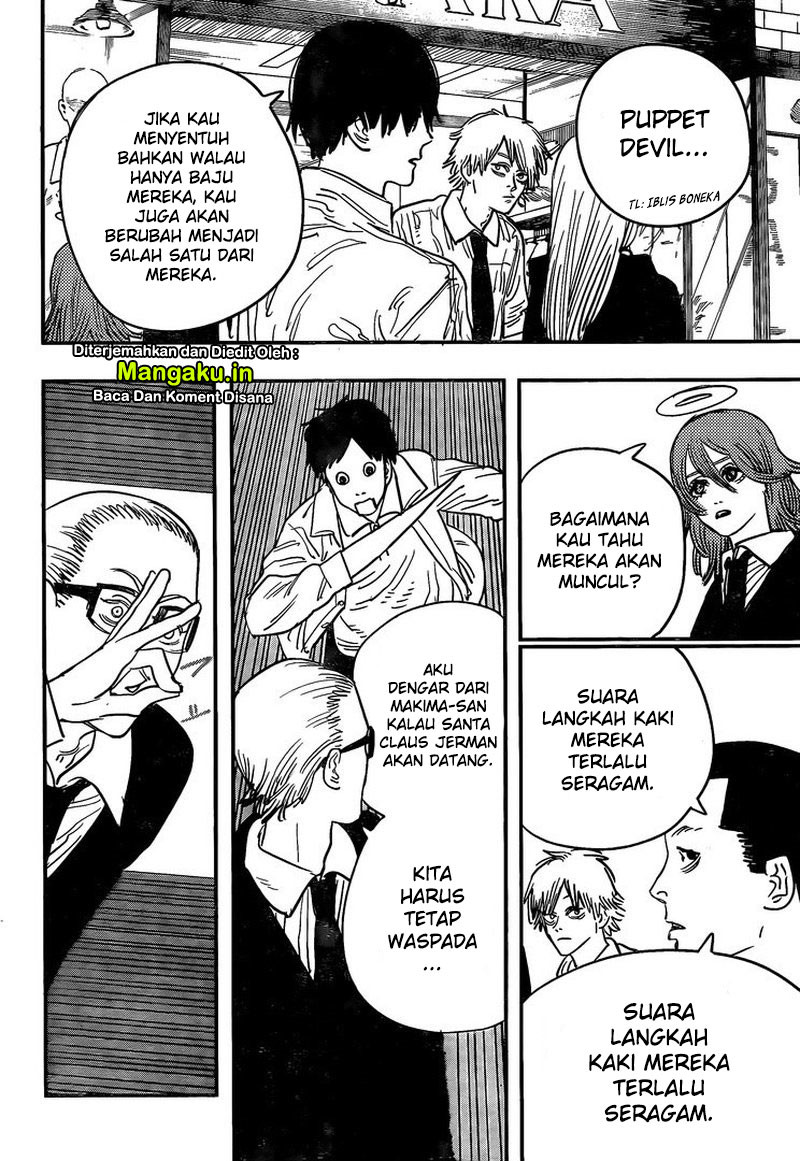 PUPPET
DEVIL...
TL: IBLIS BONEKA
JIKA KAU
MENYENTUH
BAHKAN WALAU
HANYA BAJU
MEREKA, KAU
JUGA AKAN
BERUBAH MENJADI
SALAH SATU DARI
MEREKA.
Diterjemahkan dan Diedit Oleh :
Mangaku.in
Baca Dan Koment Disana
BAGAIMANA
KAU TAHU
MEREKA AKAN
MUNCUL?
SUARA
LANGKAH KAKI
MEREKA
TERLALU
SERAGAM.
SUARA
LANGKAH
KAKI MEREKA
TERLALU
SERAGAM.
AKU
DENGAR DARI
MAKIMA-SAN
KALAU SANTA
CLAUS JERMAN
AKAN DATANG.
KITA
HARUS
TETAP
WASPADA
...